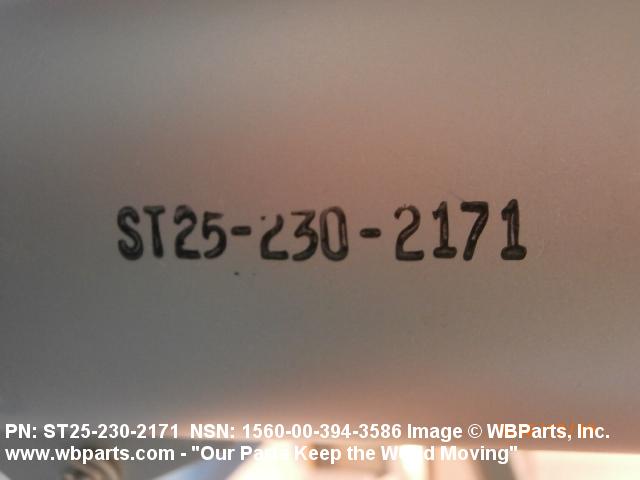 ST25-230-2171
PN: ST25-230-2171 NSN: 1560-00-394-3586 Image © WBParts, Inc.
www.wbparts.com - "Our Parts Keep the World Moving"